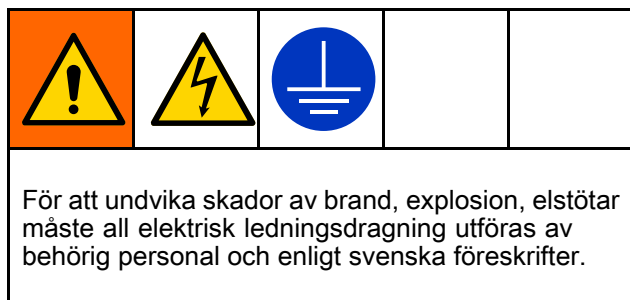 För att undvika skador av brand, explosion, elstötar
måste all elektrisk ledningsdragning utföras av
behörig personal och enligt svenska föreskrifter.